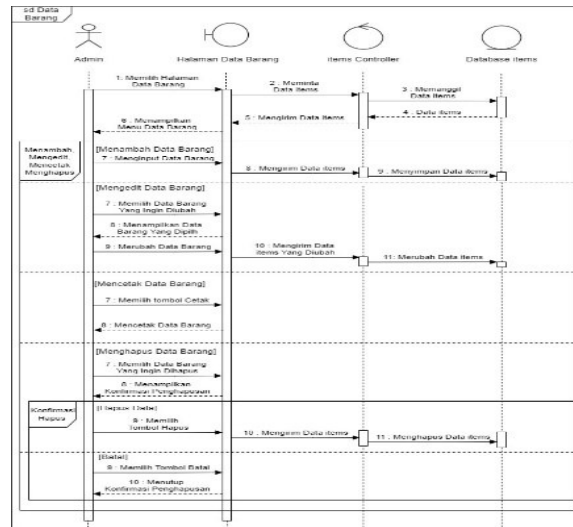 sd Data
Barang
Admin
Halaman Data Barang
items Controller
Database items
1: Memilih Halaman
Data Barang
2 : Meminta
Data items
3 : Memanggil
Data items
4 : Data items
5 : Mengirim Data items
6 : Menampilkan
Menu Data Barang
Menambah,
Mengedit,
Mencetak
Menghapus
[Menambah Data Barang]
7 : Menginput Data Barang
8 : Mengirim Data items
9 : Menyimpan Data items
[Mengedit Data Barang]
7 : Memilih Data Barang
Yang Ingin Diubah
8 : Menampilkan Data
Barang Yang Dipilh
9 : Merubah Data Barang
10 : Mengirim Data
items Yang Diubah
11: Merubah Data items
[Mencetak Data Barang]
7 : Memilih tombol Cetak
8 : Mencetak Data Barang
[Menghapus Data Barang]
7 : Memilih Data Barang
Yang Ingin Dihapus
8 : Menampilkan
Konfirmasi Penghapusan
Konfirmasi
Hapus
[Hapus Data]
9 : Memilih
Tombol Hapus
10 : Mengirim Data items
11 : Menghapus Data items
[Batal]
9 : Memilih Tombol Batal
10 : Menutup
Konfirmasi Penghapusan